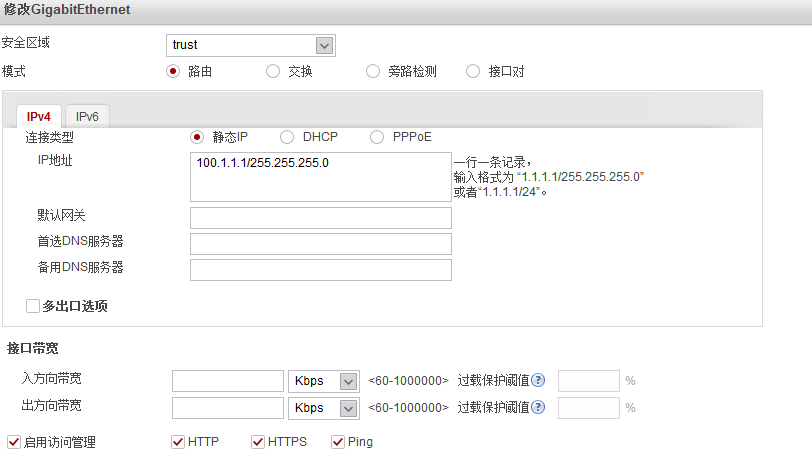 修改GigabitEthernet
安全区域 trust
模式 路由 交换 旁路检测 接口对
IPv4 IPv6
连接类型 静态IP DHCP PPPoE
IP地址 100.1.1.1/255.255.255.0 一行一条记录，
输入格式为 “1.1.1.1/255.255.255.0”
或者“1.1.1.1/24”。
默认网关
首选DNS服务器
备用DNS服务器
多出口选项
接口带宽
入方向带宽 Kbps <60-1000000> 过载保护阈值 ? %
出方向带宽 Kbps <60-1000000> 过载保护阈值 ? %
启用访问管理 HTTP HTTPS Ping